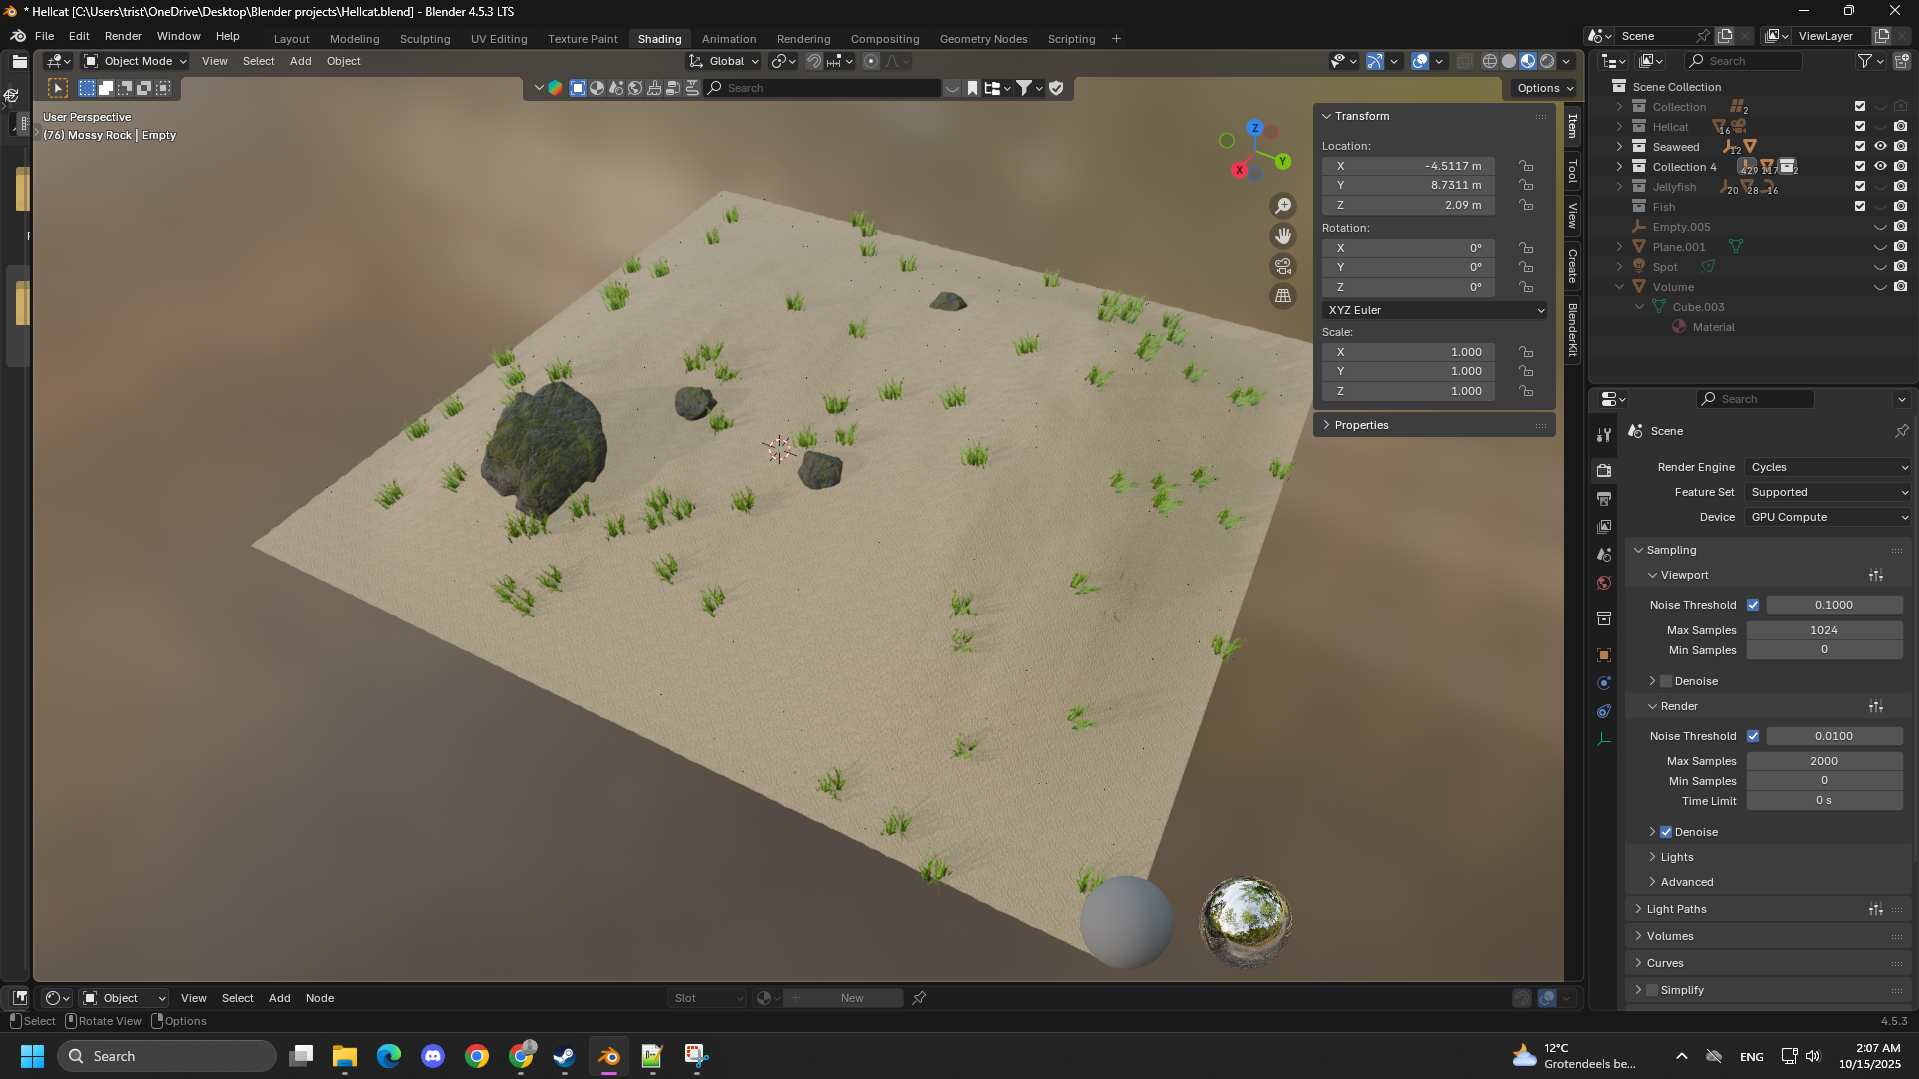 * Hellcat [C:\Users\trist\OneDrive\Desktop\Blender projects\Hellcat.blend] - Blender 4.5.3 LTS
File Edit Render Window Help Layout Modeling Sculpting UV Editing Texture Paint Shading Animation Rendering Compositing Geometry Nodes Scripting + Scene ViewLayer
Object Mode View Select Add Object Global Search
Search Options
User Perspective
(76) Mossy Rock | Empty
Z
Y
X
Transform
Location:
X -4.5117 m
Y 8.7311 m
Z 2.09 m
Rotation:
X 0°
Y 0°
Z 0°
XYZ Euler
Scale:
X 1.000
Y 1.000
Z 1.000
Properties
Item
Tool
View
Create
BlenderKit
Scene Collection
Collection 2
Hellcat 16
Seaweed 12
Collection 4 429 117 2
Jellyfish 20 28 16
Fish
Empty.005
Plane.001
Spot
Volume
Cube.003
Material
Search
Scene
Render Engine Cycles
Feature Set Supported
Device GPU Compute
Sampling
Viewport
Noise Threshold 0.1000
Max Samples 1024
Min Samples 0
Denoise
Render
Noise Threshold 0.0100
Max Samples 2000
Min Samples 0
Time Limit 0 s
Denoise
Lights
Advanced
Light Paths
Volumes
Curves
Simplify
Object View Select Add Node Slot New
Select Rotate View Options 4.5.3
Search 12°C Grotendeels be... ENG 2:07 AM
10/15/2025